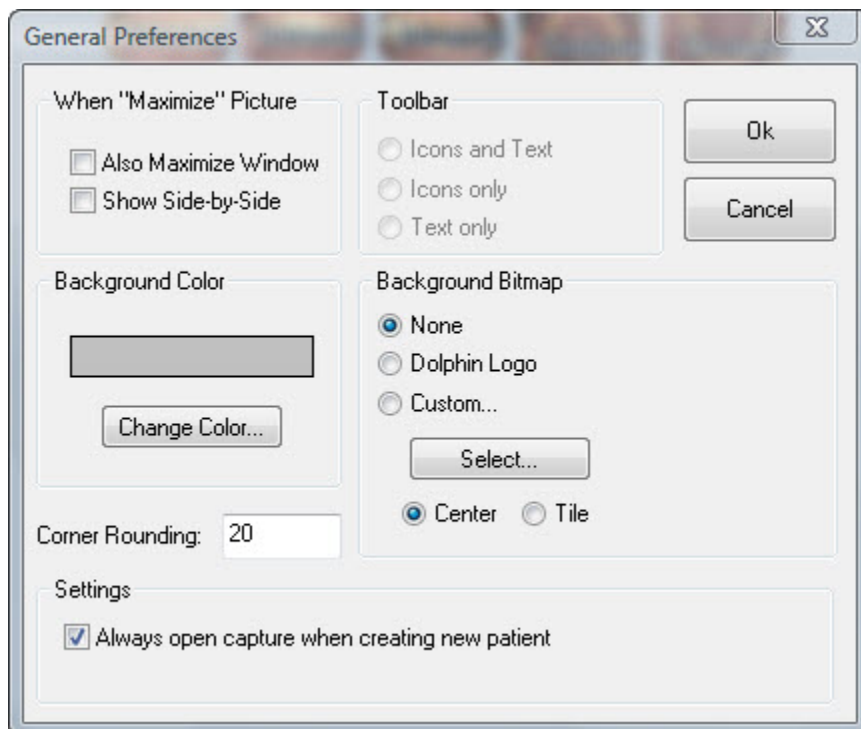 General Preferences
When "Maximize" Picture
Also Maximize Window
Show Side-by-Side
Toolbar
Icons and Text
Icons only
Text only
Ok
Cancel
Background Color
Change Color...
Background Bitmap
None
Dolphin Logo
Custom...
Select...
Center
Tile
Corner Rounding: 20
Settings
Always open capture when creating new patient